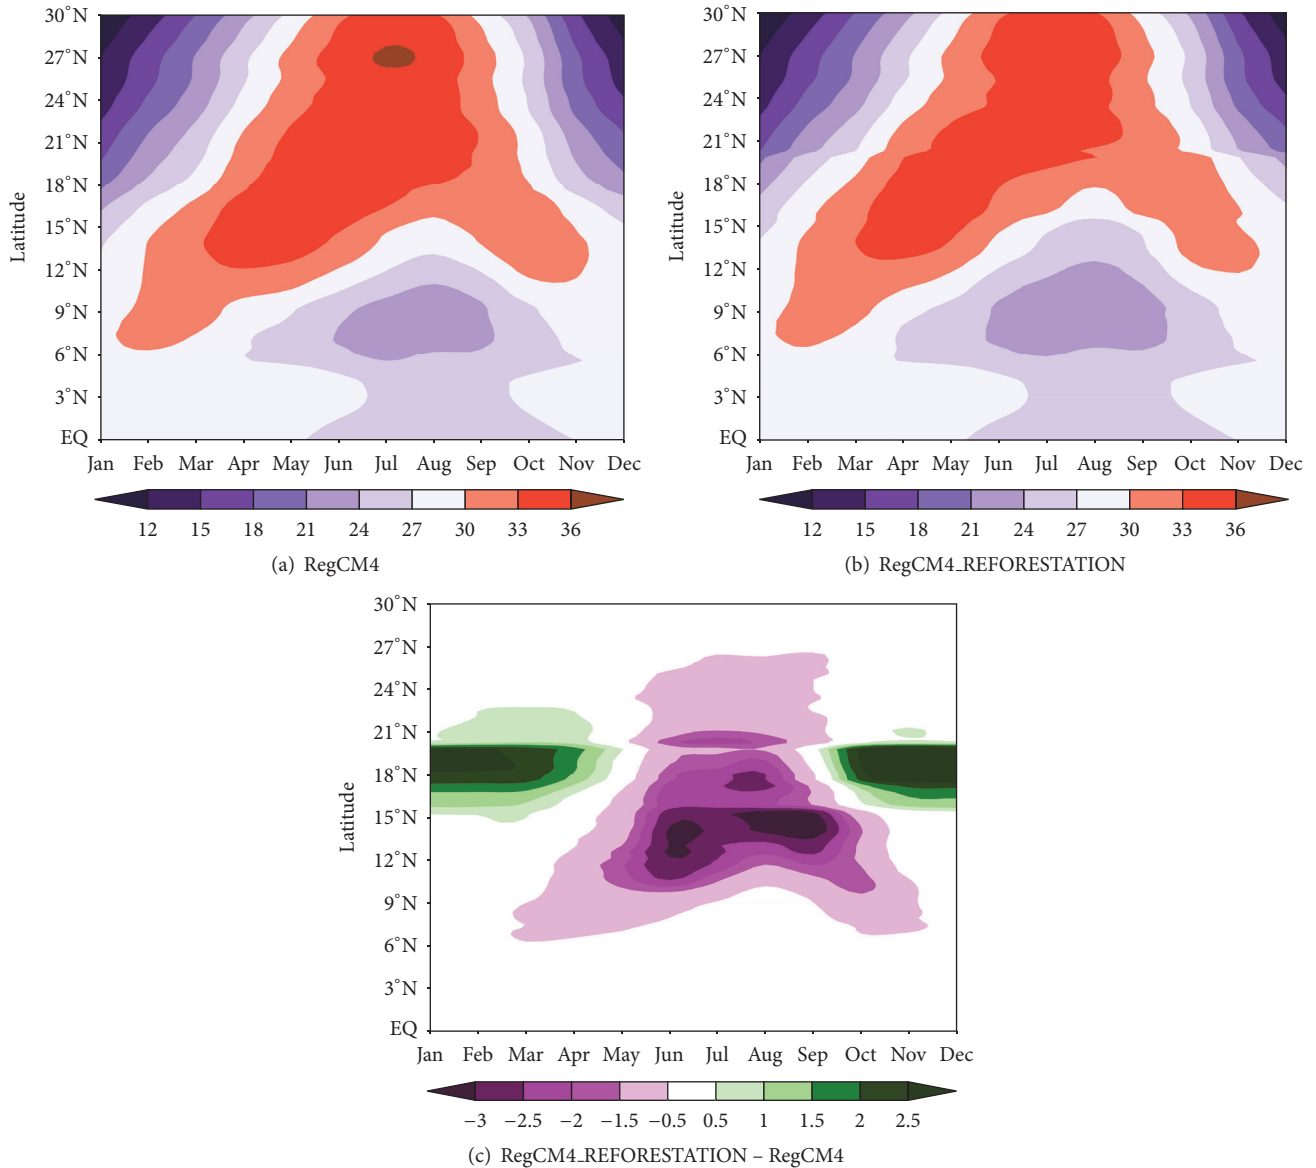 30°N
27°N
24°N
21°N
18°N
15°N
12°N
9°N
6°N
3°N
EQ
Latitude
Jan Feb Mar Apr May Jun Jul Aug Sep Oct Nov Dec
12 15 18 21 24 27 30 33 36
(a) RegCM4
30°N
27°N
24°N
21°N
18°N
15°N
12°N
9°N
6°N
3°N
EQ
Latitude
Jan Feb Mar Apr May Jun Jul Aug Sep Oct Nov Dec
12 15 18 21 24 27 30 33 36
(b) RegCM4_REFORESTATION
30°N
27°N
24°N
21°N
18°N
15°N
12°N
9°N
6°N
3°N
EQ
Latitude
Jan Feb Mar Apr May Jun Jul Aug Sep Oct Nov Dec
−3 −2.5 −2 −1.5 −0.5 0.5 1 1.5 2 2.5
(c) RegCM4_REFORESTATION – RegCM4